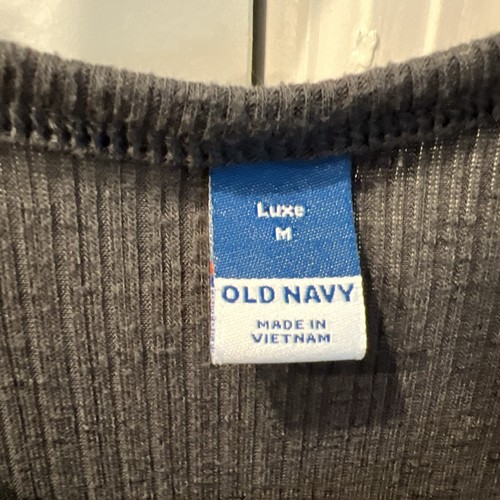 Luxe
M
OLD NAVY
MADE IN
VIETNAM